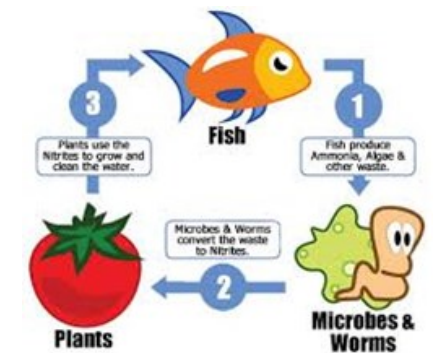 3
1
Fish
Plants use the
Nitrites to grow and
clean the water.
Fish produce
Ammonia, Algae &
other waste.
Microbes & Worms
convert the waste
to Nitrites.
2
Plants
Microbes &
Worms